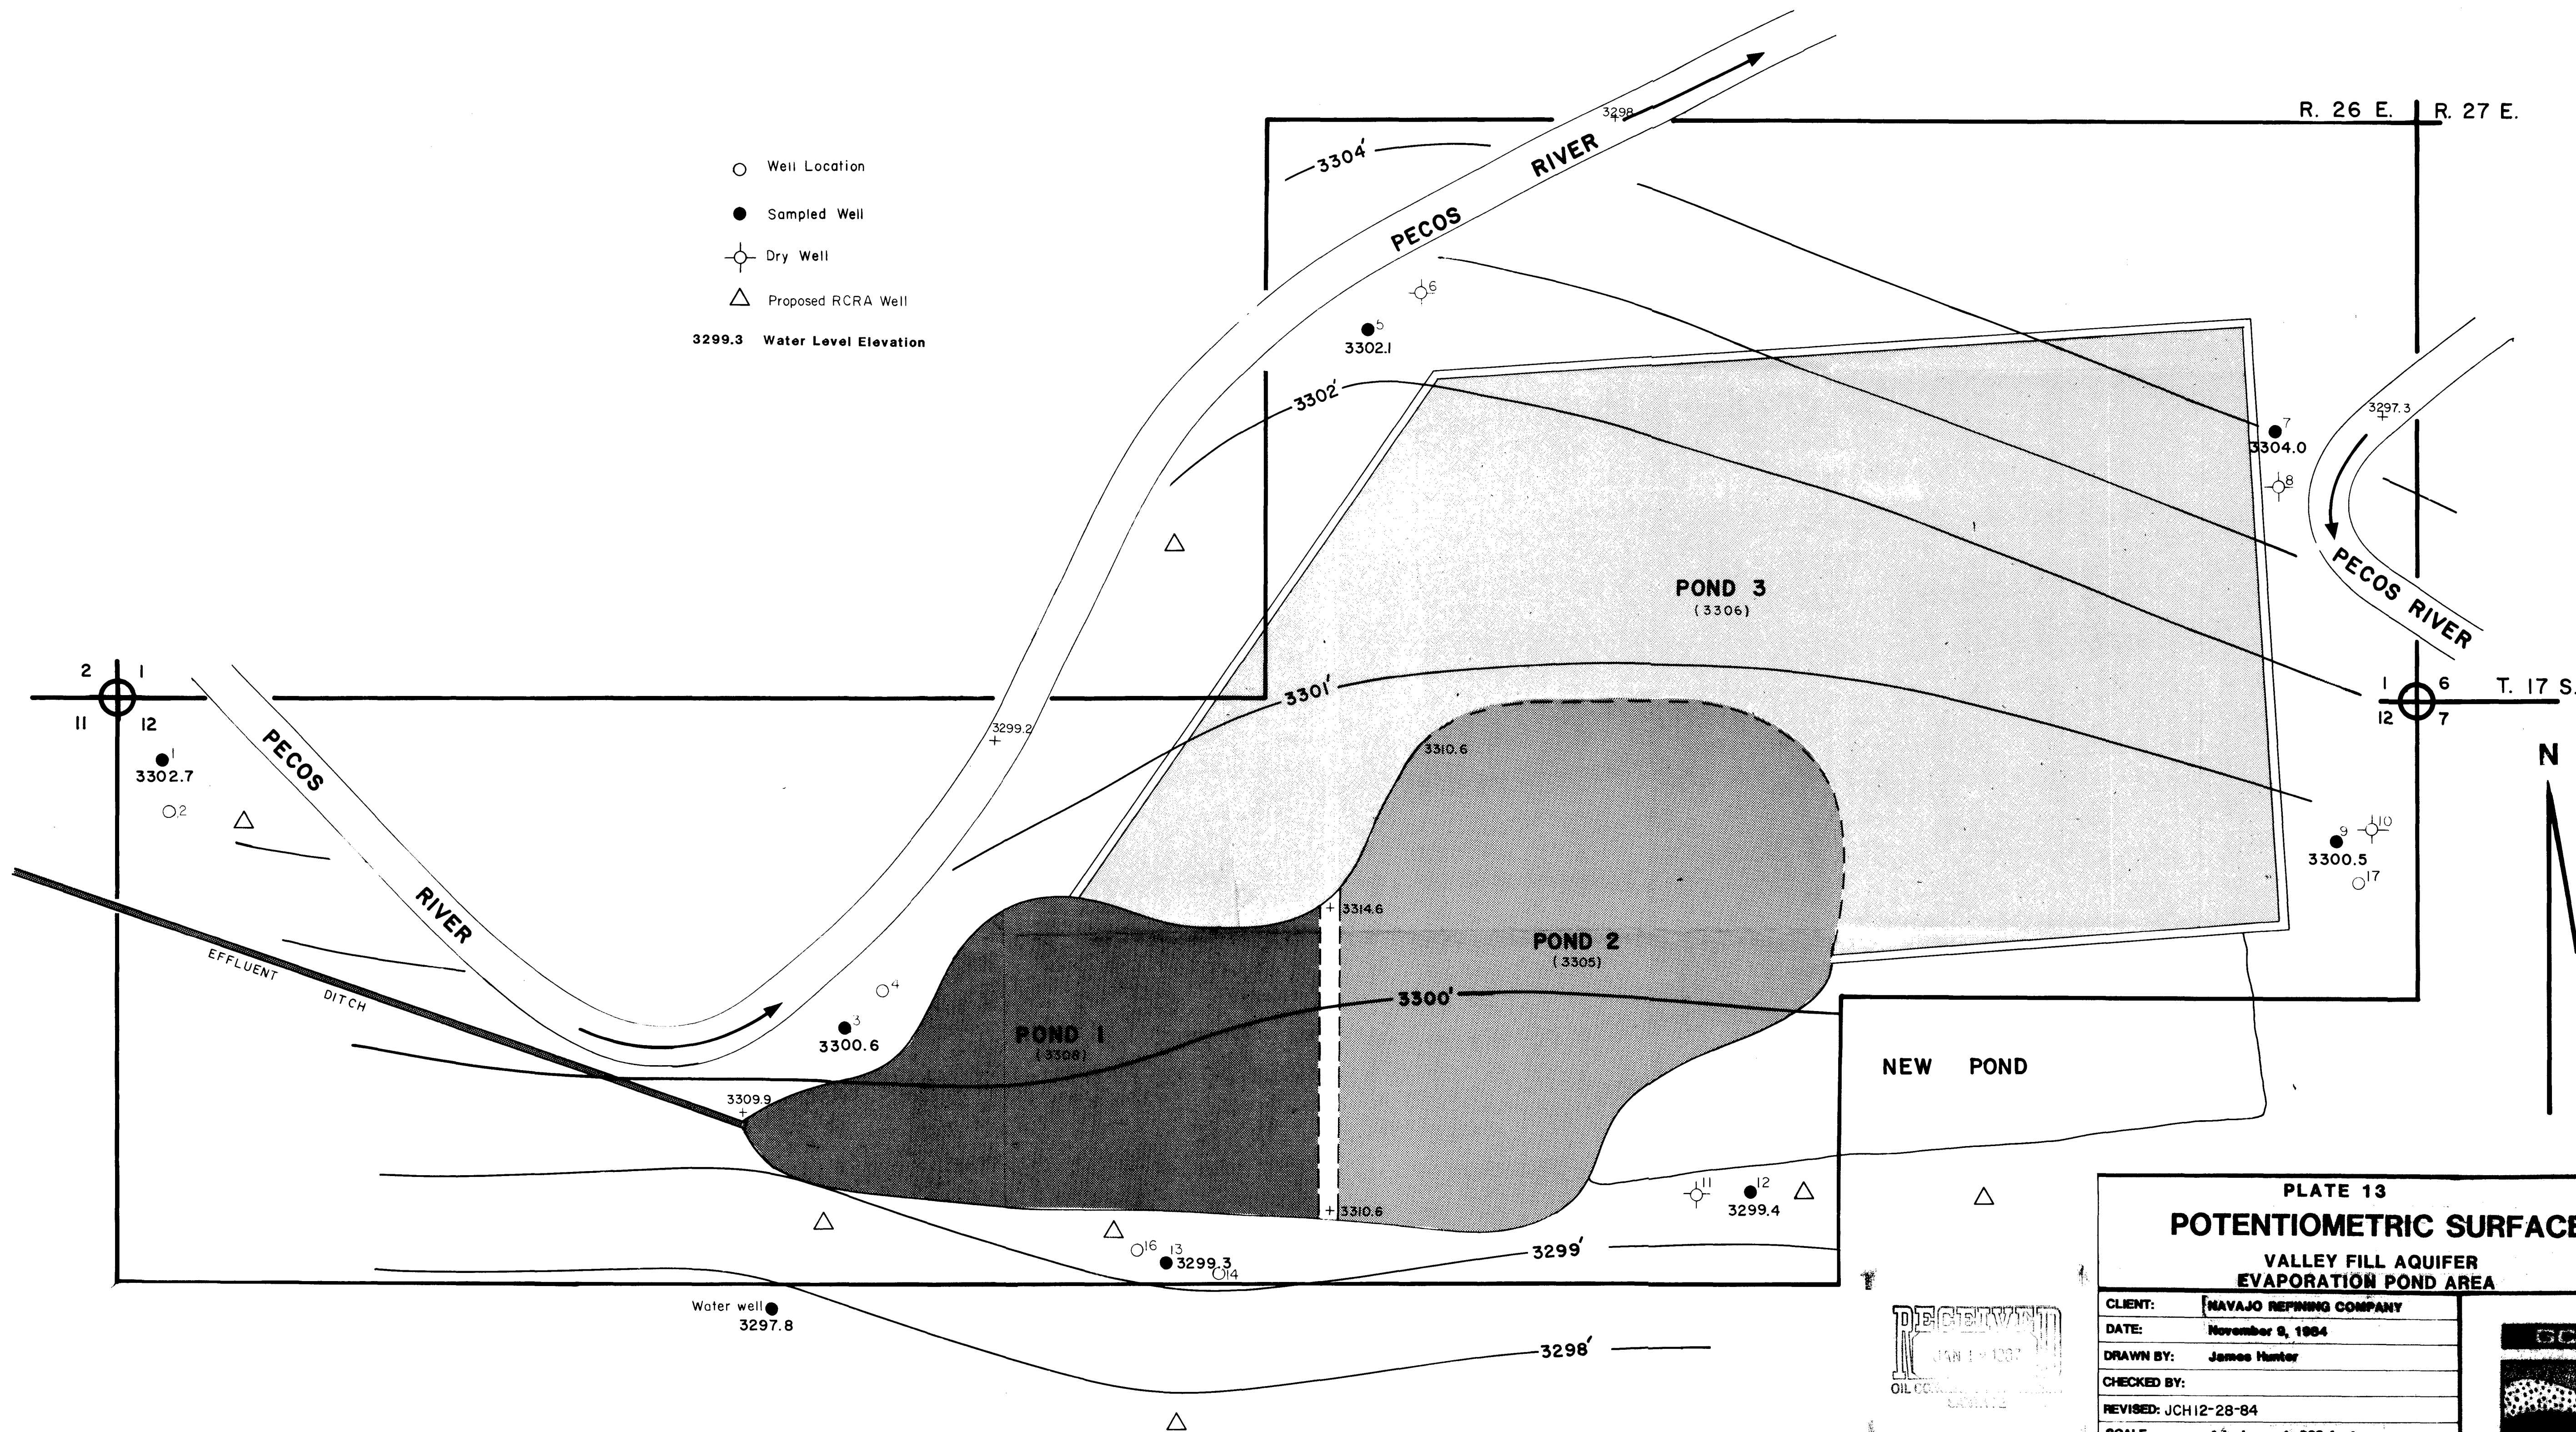 R. 26 E. R. 27 E.
3298
3304'
PECOS RIVER
Well Location
Sampled Well
Dry Well
Proposed RCRA Well
3299.3 Water Level Elevation
6
5
3302.1
3302'
3297.3
7
3304.0
8
PECOS RIVER
POND 3
(3306)
2 1
11 12
1 6
12 7
T. 17 S.
3301'
3299.2
1
3302.7
2
PECOS RIVER
3310.6
N
10
9
3300.5
17
3314.6
POND 2
(3305)
EFFLUENT DITCH
4
3
3300.6
3300'
POND 1
(3308)
NEW POND
3309.9
3310.6
11
12
3299.4
16
13
3299.3
14
3299'
Water well
3297.8
3298'
RECEIVED
JAN
OIL
PLATE 13
POTENTIOMETRIC SURFACE
VALLEY FILL AQUIFER
EVAPORATION POND AREA
CLIENT: NAVAJO REFINING COMPANY
DATE: November 9, 1984
DRAWN BY: James Hunter
CHECKED BY:
REVISED: JCH 12-28-84